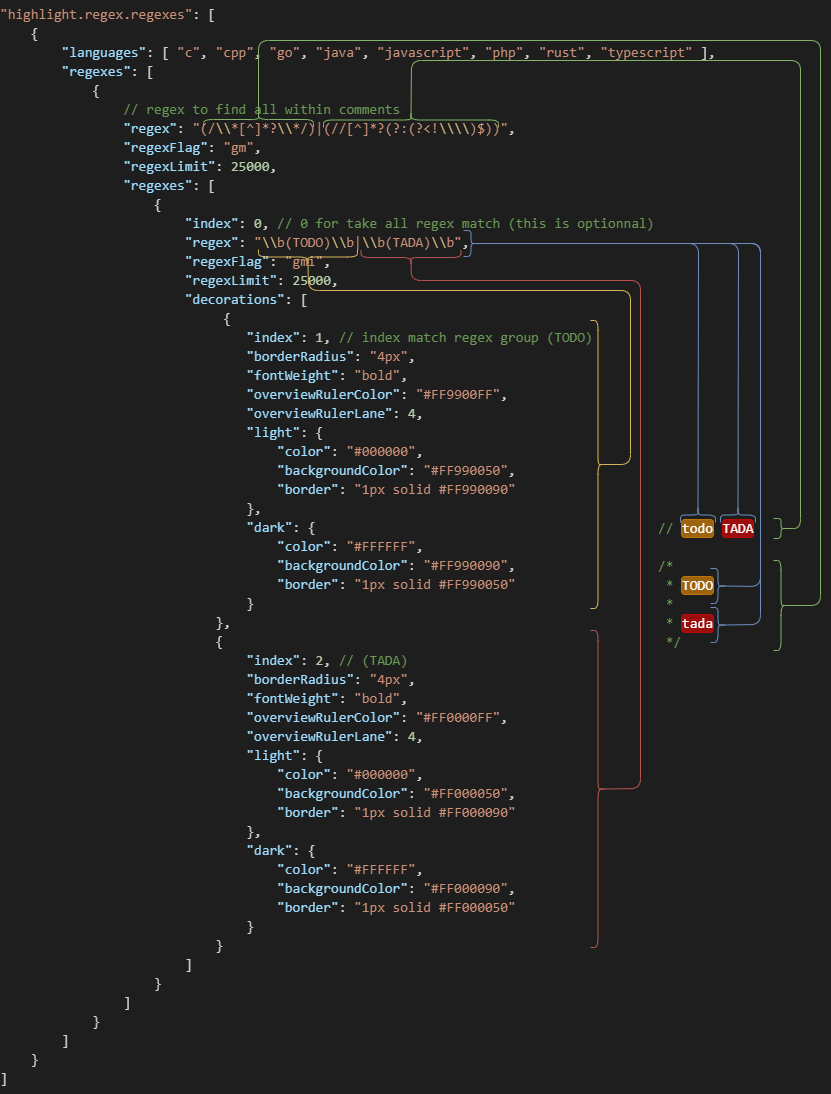 "highlight.regex.regexes": [
    {
        "languages": [ "c", "cpp", "go", "java", "javascript", "php", "rust", "typescript" ],
        "regexes": [
            {
                // regex to find all within comments
                "regex": "(/\\*[^]*?\\*/)|(//[^]*?(?:(?<!\\\\)$))",
                "regexFlag": "gm",
                "regexLimit": 25000,
                "regexes": [
                    {
                        "index": 0, // 0 for take all regex match (this is optionnal)
                        "regex": "\\b(TODO)\\b|\\b(TADA)\\b",
                        "regexFlag": "gmi",
                        "regexLimit": 25000,
                        "decorations": [
                             {
                                "index": 1, // index match regex group (TODO)
                                "borderRadius": "4px",
                                "fontWeight": "bold",
                                "overviewRulerColor": "#FF9900FF",
                                "overviewRulerLane": 4,
                                "light": {
                                    "color": "#000000",
                                    "backgroundColor": "#FF990050",
                                    "border": "1px solid #FF990090"
                                },
                                "dark": {
                                    "color": "#FFFFFF",
                                    "backgroundColor": "#FF990090",
                                    "border": "1px solid #FF990050"
                                }
                            },
                            {
                                "index": 2, // (TADA)
                                "borderRadius": "4px",
                                "fontWeight": "bold",
                                "overviewRulerColor": "#FF0000FF",
                                "overviewRulerLane": 4,
                                "light": {
                                    "color": "#000000",
                                    "backgroundColor": "#FF000050",
                                    "border": "1px solid #FF000090"
                                },
                                "dark": {
                                    "color": "#FFFFFF",
                                    "backgroundColor": "#FF000090",
                                    "border": "1px solid #FF000050"
                                }
                            }
                        ]
                    }
                ]
            }
        ]
    }
]
// todo TADA
/*
 * TODO
 *
 * tada
 */